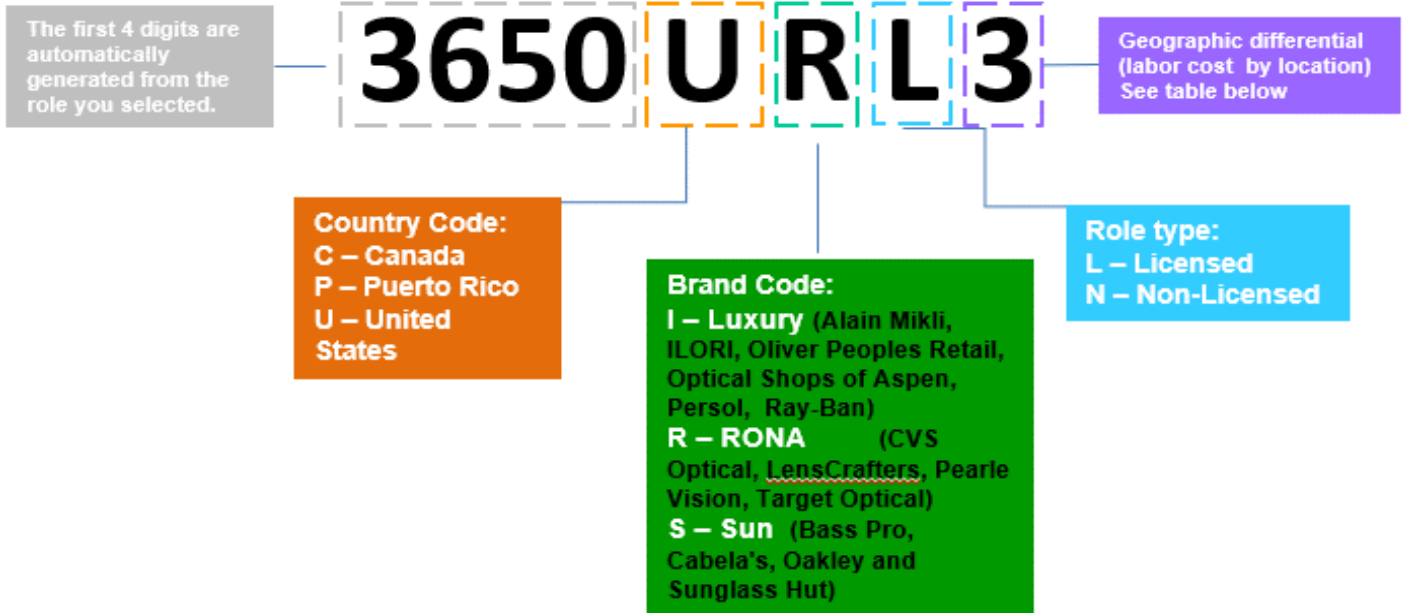 The first 4 digits are
automatically
generated from the
role you selected.
3650URL3
Geographic differential
(labor cost by location)
See table below
Country Code:
C – Canada
P – Puerto Rico
U – United
States
Brand Code:
I – Luxury (Alain Mikli,
ILORI, Oliver Peoples Retail,
Optical Shops of Aspen,
Persol, Ray-Ban)
R – RONA (CVS
Optical, LensCrafters, Pearle
Vision, Target Optical)
S – Sun (Bass Pro,
Cabela's, Oakley and
Sunglass Hut)
Role type:
L – Licensed
N – Non-Licensed